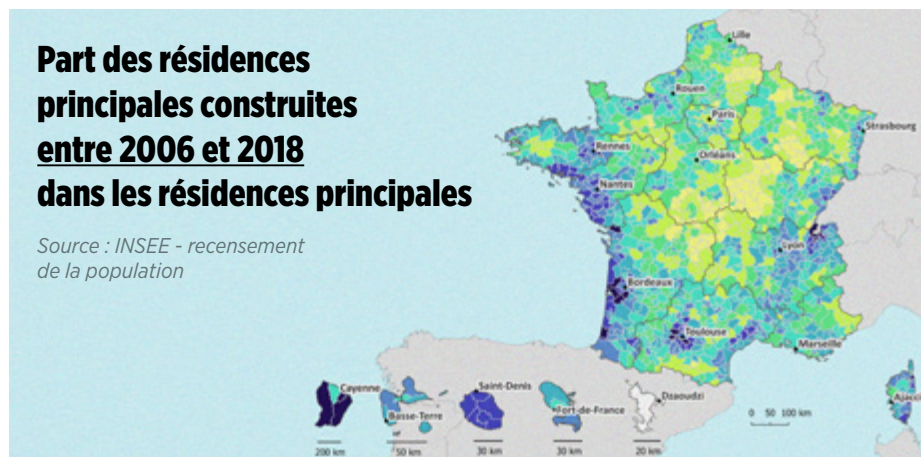 Part des résidences
principales construites
entre 2006 et 2018
dans les résidences principales
Source : INSEE - recensement
de la population
Lille
Rouen
Paris
Strasbourg
Rennes
Orléans
Nantes
Lyon
Bordeaux
Toulouse
Marseille
Cayenne
Saint-Denis
Dzaoudzi
Basse-Terre
Fort-de-France
0 50 100 km
Ajaccio
200 km
50 km
30 km
30 km
20 km